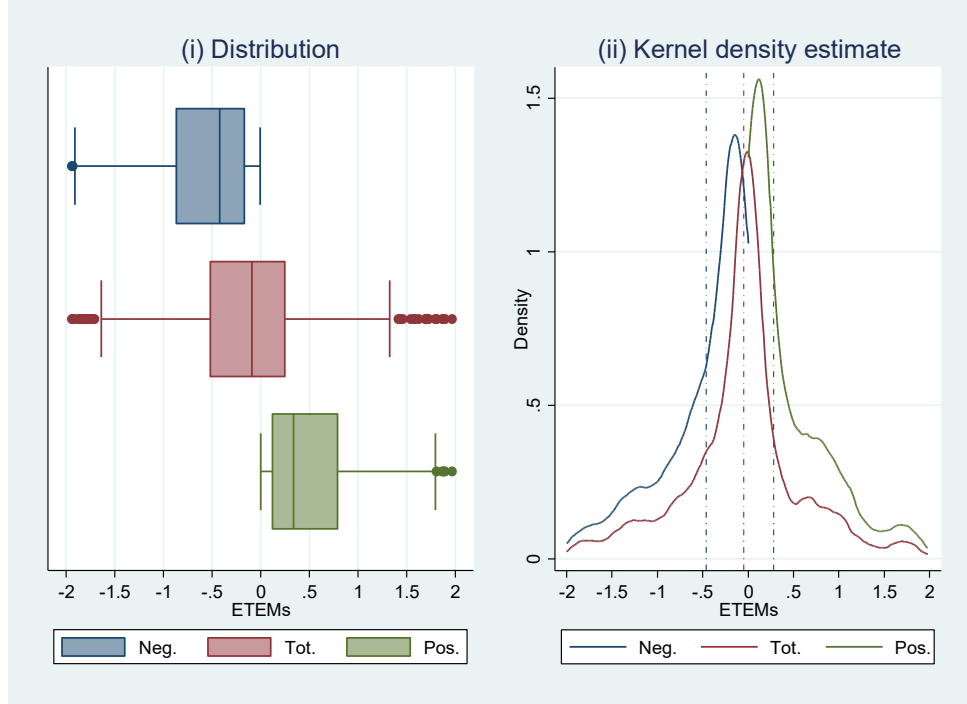 (i) Distribution
-2 -1.5 -1 -.5 0 .5 1 1.5 2
ETEMs
Neg. Tot. Pos.
(ii) Kernel density estimate
1.5
1
.5
0
Density
-2 -1.5 -1 -.5 0 .5 1 1.5 2
ETEMs
Neg. Tot. Pos.